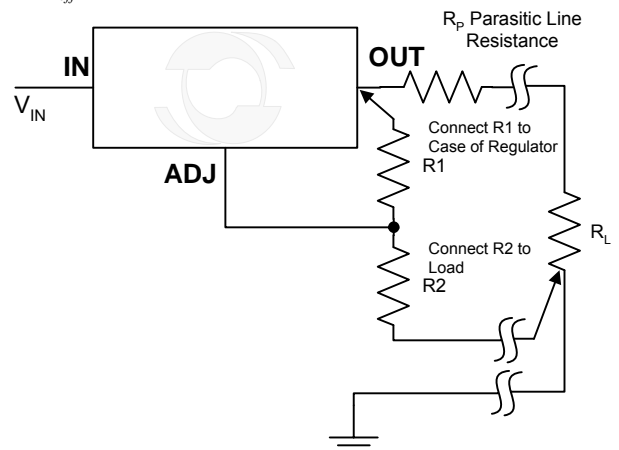 R_P Parasitic Line
Resistance
OUT
IN
V_IN
Connect R1 to
Case of Regulator
R1
ADJ
R_L
Connect R2 to
Load
R2